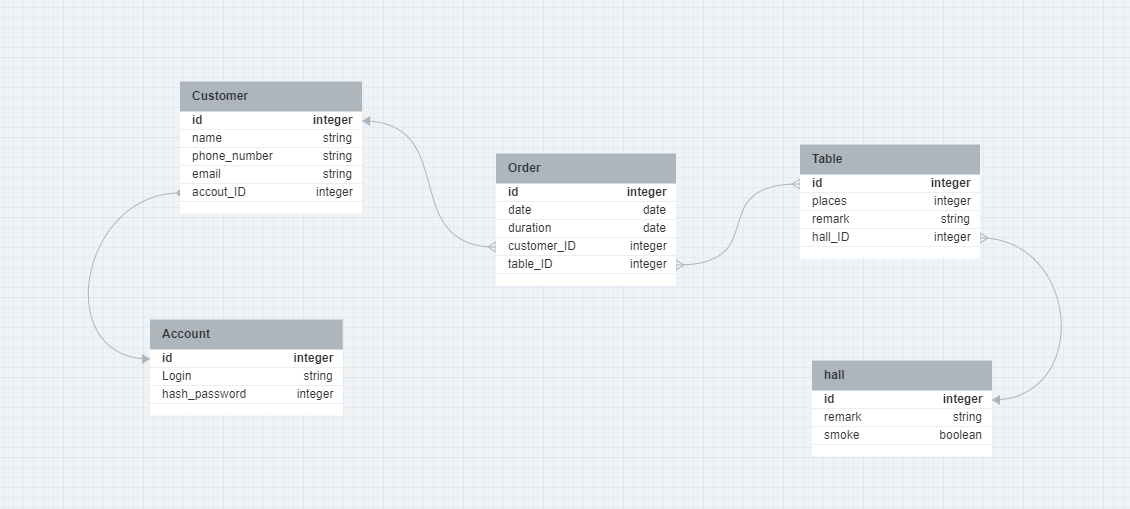 Customer
id integer
name string
phone_number string
email string
accout_ID integer
Order
id integer
date date
duration date
customer_ID integer
table_ID integer
Table
id integer
places integer
remark string
hall_ID integer
Account
id integer
Login string
hash_password integer
hall
id integer
remark string
smoke boolean